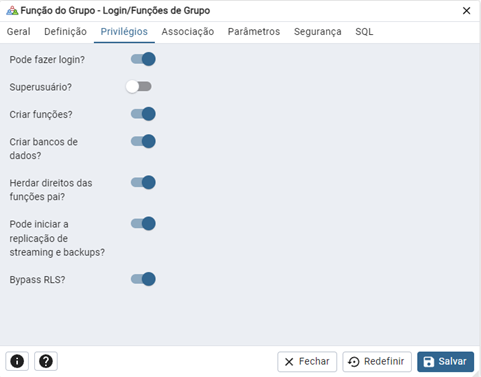 Função do Grupo - Login/Funções de Grupo
Geral Definição Privilégios Associação Parâmetros Segurança SQL
Pode fazer login?
Superusuário?
Criar funções?
Criar bancos de
dados?
Herdar direitos das
funções pai?
Pode iniciar a
replicação de
streaming e backups?
Bypass RLS?
Fechar Redefinir Salvar